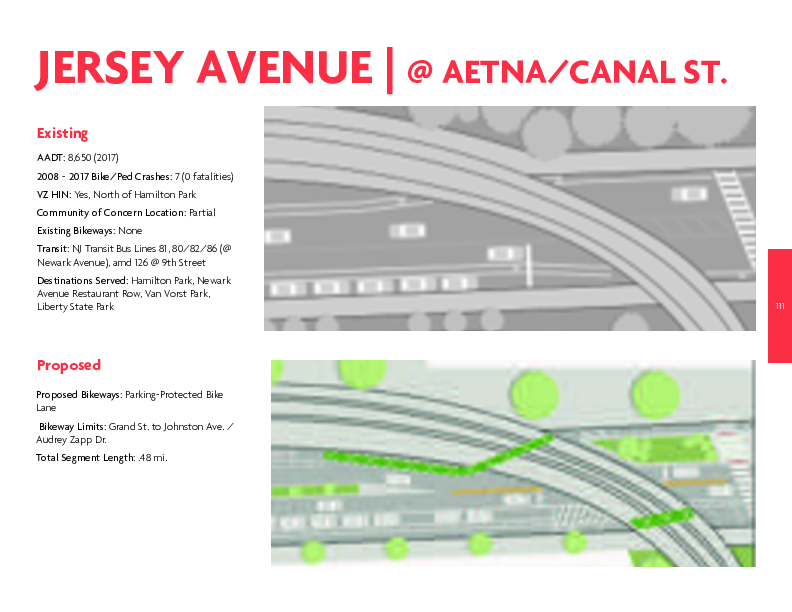 JERSEY AVENUE | @ AETNA/CANAL ST.
Existing
AADT: 8,650 (2017)
2008 - 2017 Bike/Ped Crashes: 7 (0 fatalities)
VZ HIN: Yes, North of Hamilton Park
Community of Concern Location: Partial
Existing Bikeways: None
Transit: NJ Transit Bus Lines 81, 80/82/86 (@
Newark Avenue), amd 126 @ 9th Street
Destinations Served: Hamilton Park, Newark
Avenue Restaurant Row, Van Vorst Park,
Liberty State Park
111
Proposed
Proposed Bikeways: Parking-Protected Bike
Lane
Bikeway Limits: Grand St. to Johnston Ave. /
Audrey Zapp Dr.
Total Segment Length: .48 mi.